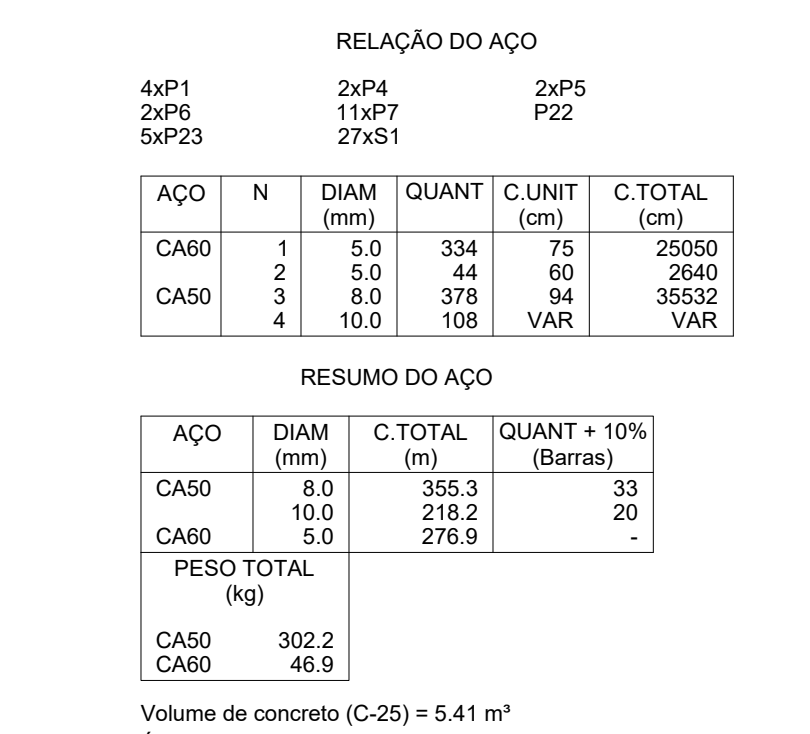 RELAÇÃO DO AÇO
4xP1 2xP4 2xP5
2xP6 11xP7 P22
5xP23 27xS1
AÇO N DIAM QUANT C.UNIT C.TOTAL
(mm) (cm) (cm)
CA60 1 5.0 334 75 25050
2 5.0 44 60 2640
CA50 3 8.0 378 94 35532
4 10.0 108 VAR VAR
RESUMO DO AÇO
AÇO DIAM C.TOTAL QUANT + 10%
(mm) (m) (Barras)
CA50 8.0 355.3 33
10.0 218.2 20
CA60 5.0 276.9 -
PESO TOTAL
(kg)
CA50 302.2
CA60 46.9
Volume de concreto (C-25) = 5.41 m³